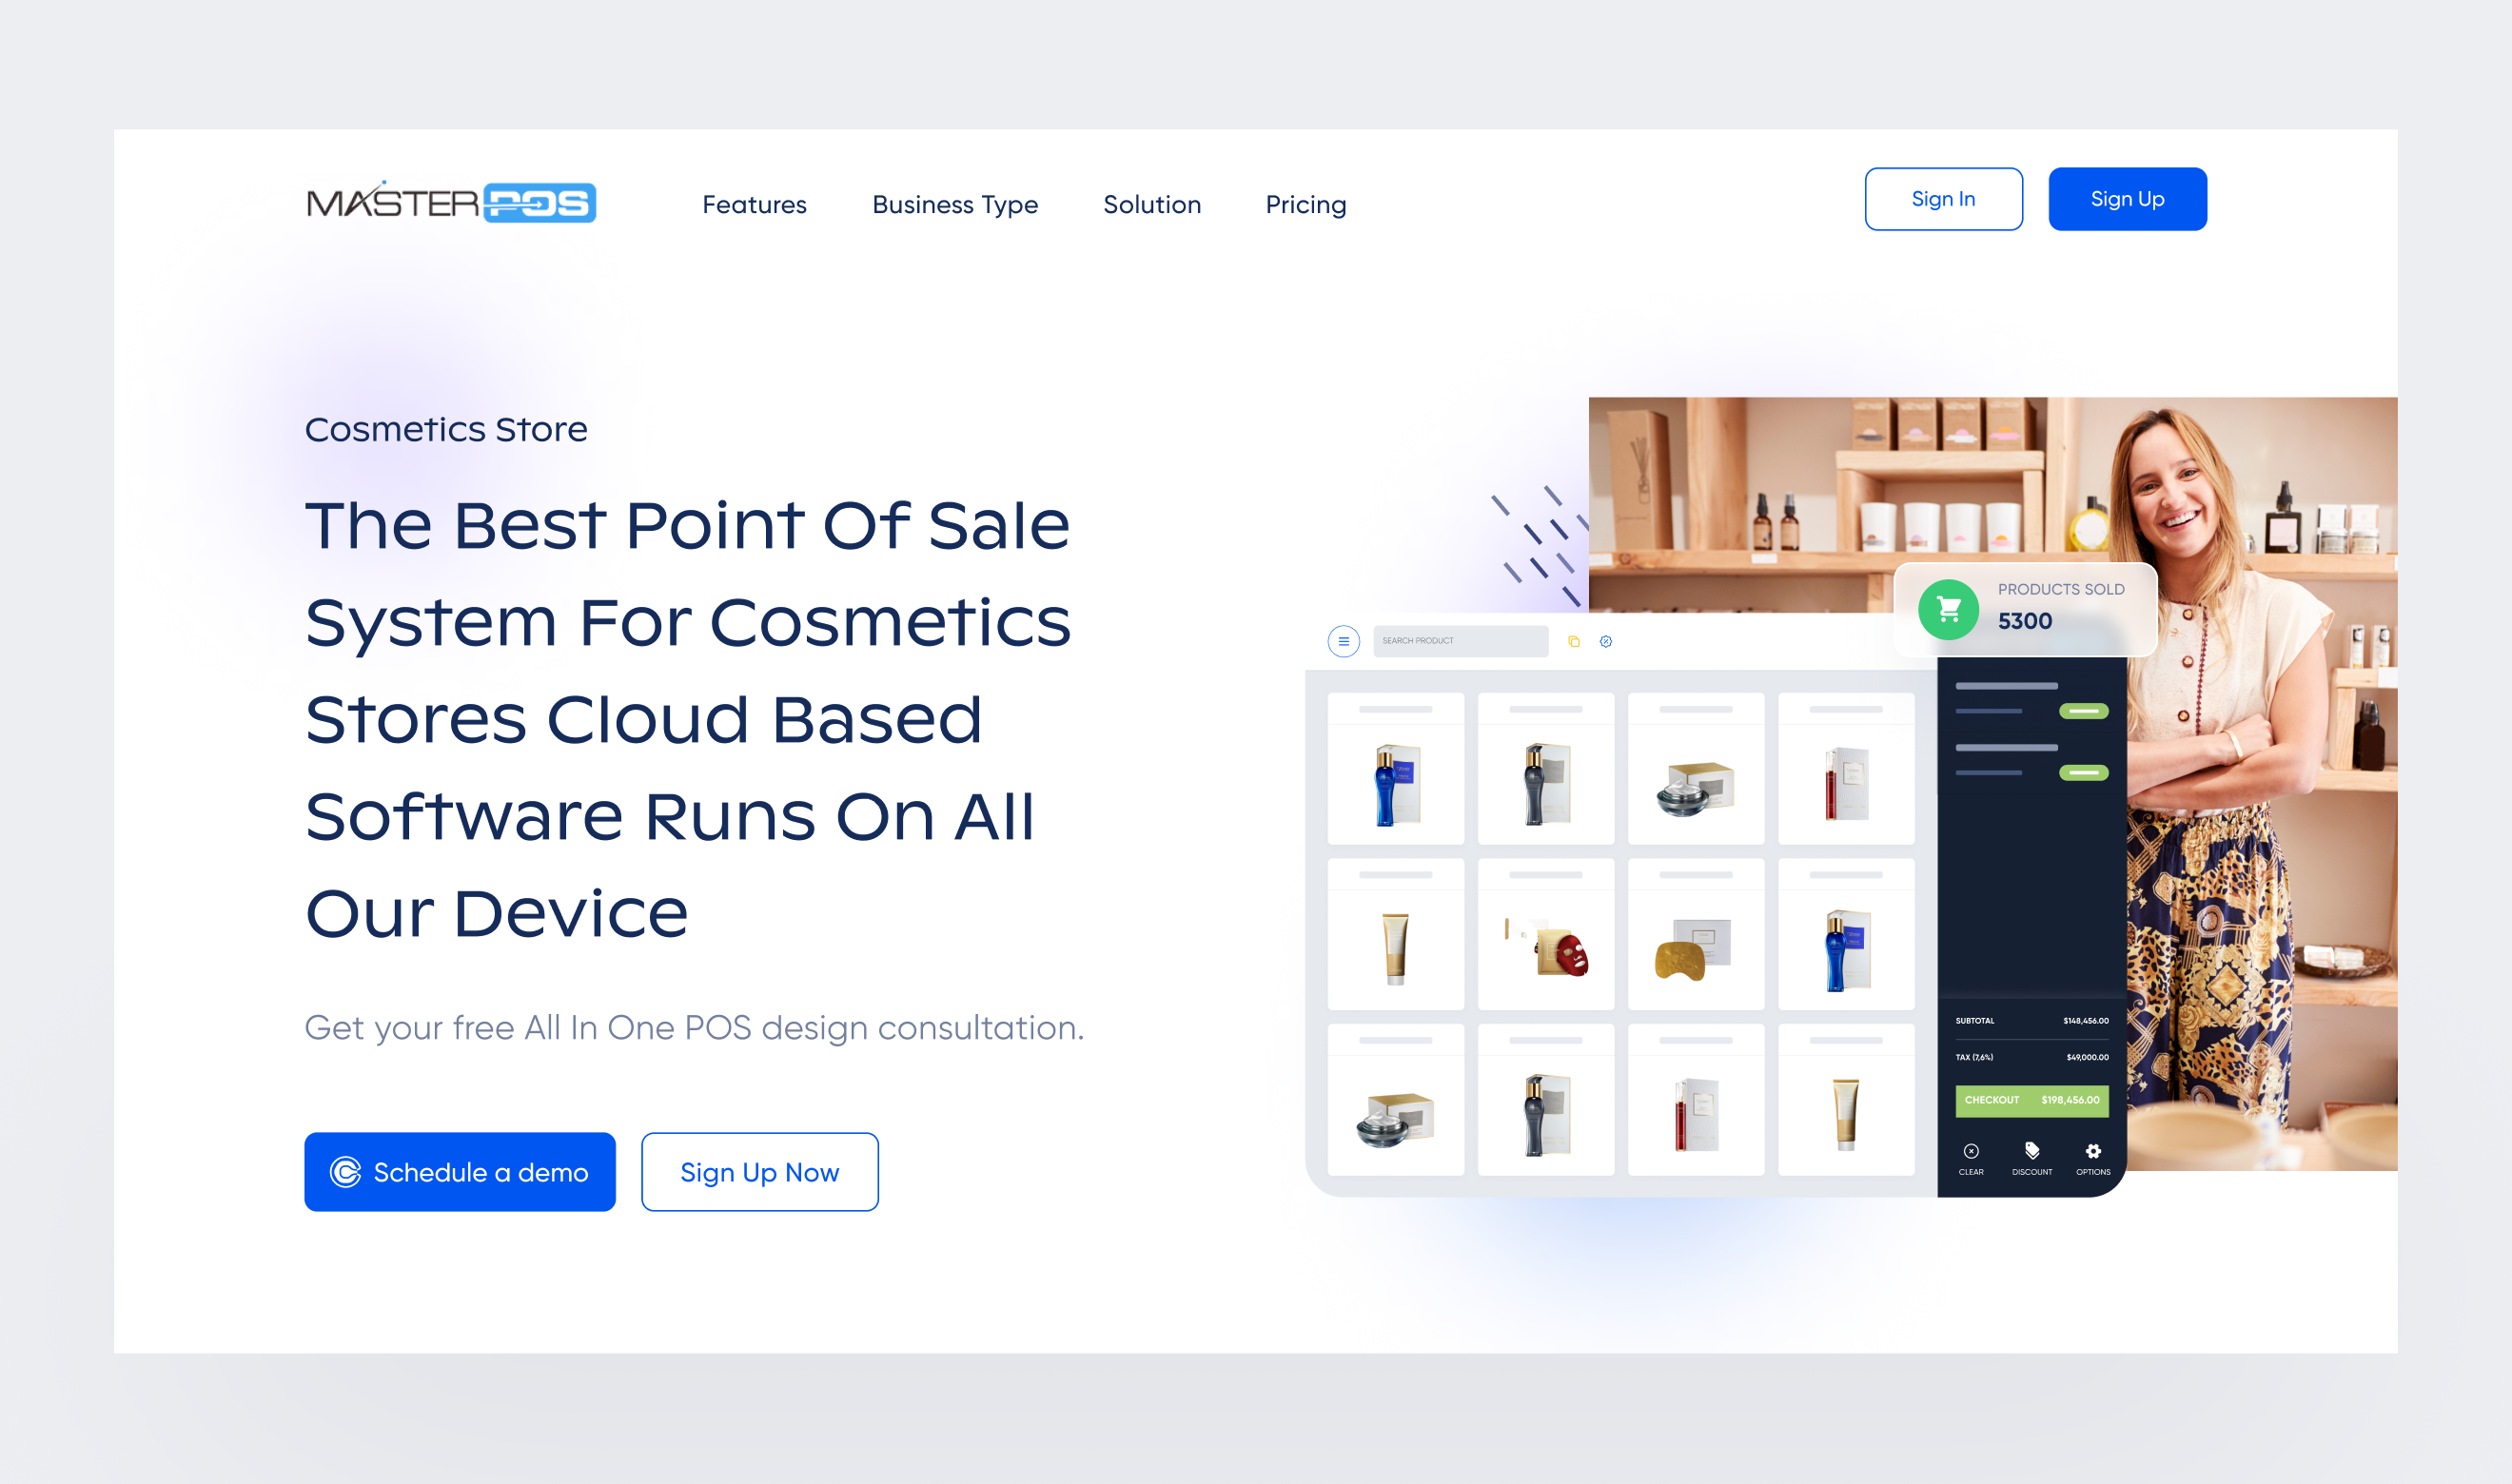 MASTER POS
Features
Business Type
Solution
Pricing
Sign In
Sign Up
Cosmetics Store
The Best Point Of Sale
System For Cosmetics
Stores Cloud Based
Software Runs On All
Our Device
Get your free All In One POS design consultation.
Schedule a demo
Sign Up Now
PRODUCTS SOLD
5300
SEARCH PRODUCT
SUBTOTAL $148,456.00
TAX (7,6%) $49,000.00
CHECKOUT $198,456.00
CLEAR
DISCOUNT
OPTIONS